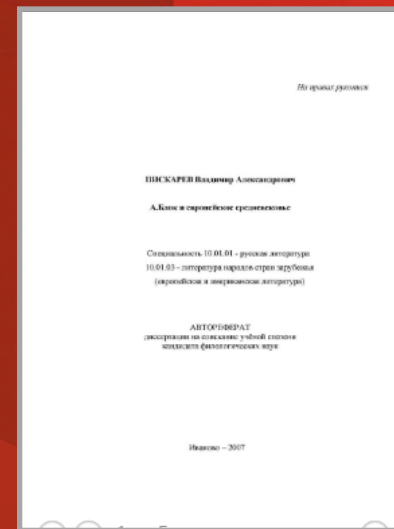 На правах рукописи
ПИСКАРЕВ Владимир Александрович
А.Блок и европейское средневековье
Специальность 10.01.01 - русская литература
10.01.03 – литература народов стран зарубежья
(европейская и американская литература)
АВТОРЕФЕРАТ
диссертации на соискание учёной степени
кандидата филологических наук
Иваново – 2007